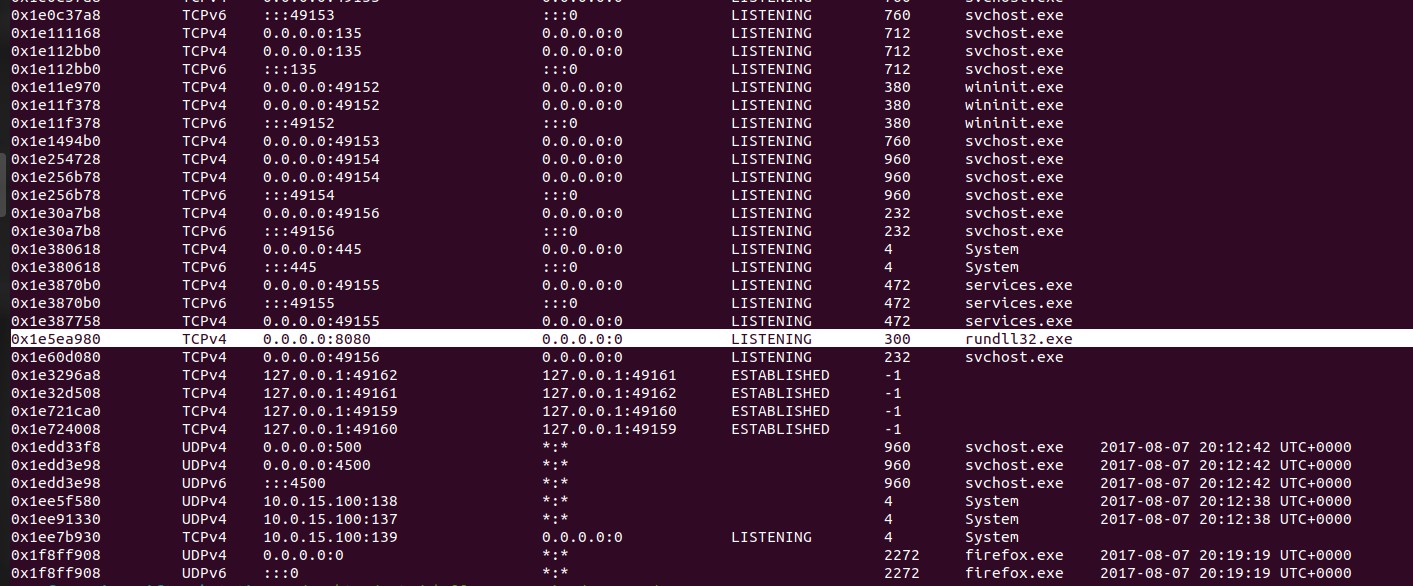 0x1e0c37a8 TCPv6 :::49153 :::0 LISTENING 760 svchost.exe
0x1e111168 TCPv4 0.0.0.0:135 0.0.0.0:0 LISTENING 712 svchost.exe
0x1e112bb0 TCPv4 0.0.0.0:135 0.0.0.0:0 LISTENING 712 svchost.exe
0x1e112bb0 TCPv6 :::135 :::0 LISTENING 712 svchost.exe
0x1e11e970 TCPv4 0.0.0.0:49152 0.0.0.0:0 LISTENING 380 wininit.exe
0x1e11f378 TCPv4 0.0.0.0:49152 0.0.0.0:0 LISTENING 380 wininit.exe
0x1e11f378 TCPv6 :::49152 :::0 LISTENING 380 wininit.exe
0x1e1494b0 TCPv4 0.0.0.0:49153 0.0.0.0:0 LISTENING 760 svchost.exe
0x1e254728 TCPv4 0.0.0.0:49154 0.0.0.0:0 LISTENING 960 svchost.exe
0x1e256b78 TCPv4 0.0.0.0:49154 0.0.0.0:0 LISTENING 960 svchost.exe
0x1e256b78 TCPv6 :::49154 :::0 LISTENING 960 svchost.exe
0x1e30a7b8 TCPv4 0.0.0.0:49156 0.0.0.0:0 LISTENING 232 svchost.exe
0x1e30a7b8 TCPv6 :::49156 :::0 LISTENING 232 svchost.exe
0x1e380618 TCPv4 0.0.0.0:445 0.0.0.0:0 LISTENING 4 System
0x1e380618 TCPv6 :::445 :::0 LISTENING 4 System
0x1e3870b0 TCPv4 0.0.0.0:49155 0.0.0.0:0 LISTENING 472 services.exe
0x1e3870b0 TCPv6 :::49155 :::0 LISTENING 472 services.exe
0x1e387758 TCPv4 0.0.0.0:49155 0.0.0.0:0 LISTENING 472 services.exe
0x1e5ea980 TCPv4 0.0.0.0:8080 0.0.0.0:0 LISTENING 300 rundll32.exe
0x1e60d080 TCPv4 0.0.0.0:49156 0.0.0.0:0 LISTENING 232 svchost.exe
0x1e3296a8 TCPv4 127.0.0.1:49162 127.0.0.1:49161 ESTABLISHED -1
0x1e32d508 TCPv4 127.0.0.1:49161 127.0.0.1:49162 ESTABLISHED -1
0x1e721ca0 TCPv4 127.0.0.1:49159 127.0.0.1:49160 ESTABLISHED -1
0x1e724008 TCPv4 127.0.0.1:49160 127.0.0.1:49159 ESTABLISHED -1
0x1edd33f8 UDPv4 0.0.0.0:500 *:* 960 svchost.exe 2017-08-07 20:12:42 UTC+0000
0x1edd3e98 UDPv4 0.0.0.0:4500 *:* 960 svchost.exe 2017-08-07 20:12:42 UTC+0000
0x1edd3e98 UDPv6 :::4500 *:* 960 svchost.exe 2017-08-07 20:12:42 UTC+0000
0x1ee5f580 UDPv4 10.0.15.100:138 *:* 4 System 2017-08-07 20:12:38 UTC+0000
0x1ee91330 UDPv4 10.0.15.100:137 *:* 4 System 2017-08-07 20:12:38 UTC+0000
0x1ee7b930 TCPv4 10.0.15.100:139 0.0.0.0:0 LISTENING 4 System
0x1f8ff908 UDPv4 0.0.0.0:0 *:* 2272 firefox.exe 2017-08-07 20:19:19 UTC+0000
0x1f8ff908 UDPv6 :::0 *:* 2272 firefox.exe 2017-08-07 20:19:19 UTC+0000